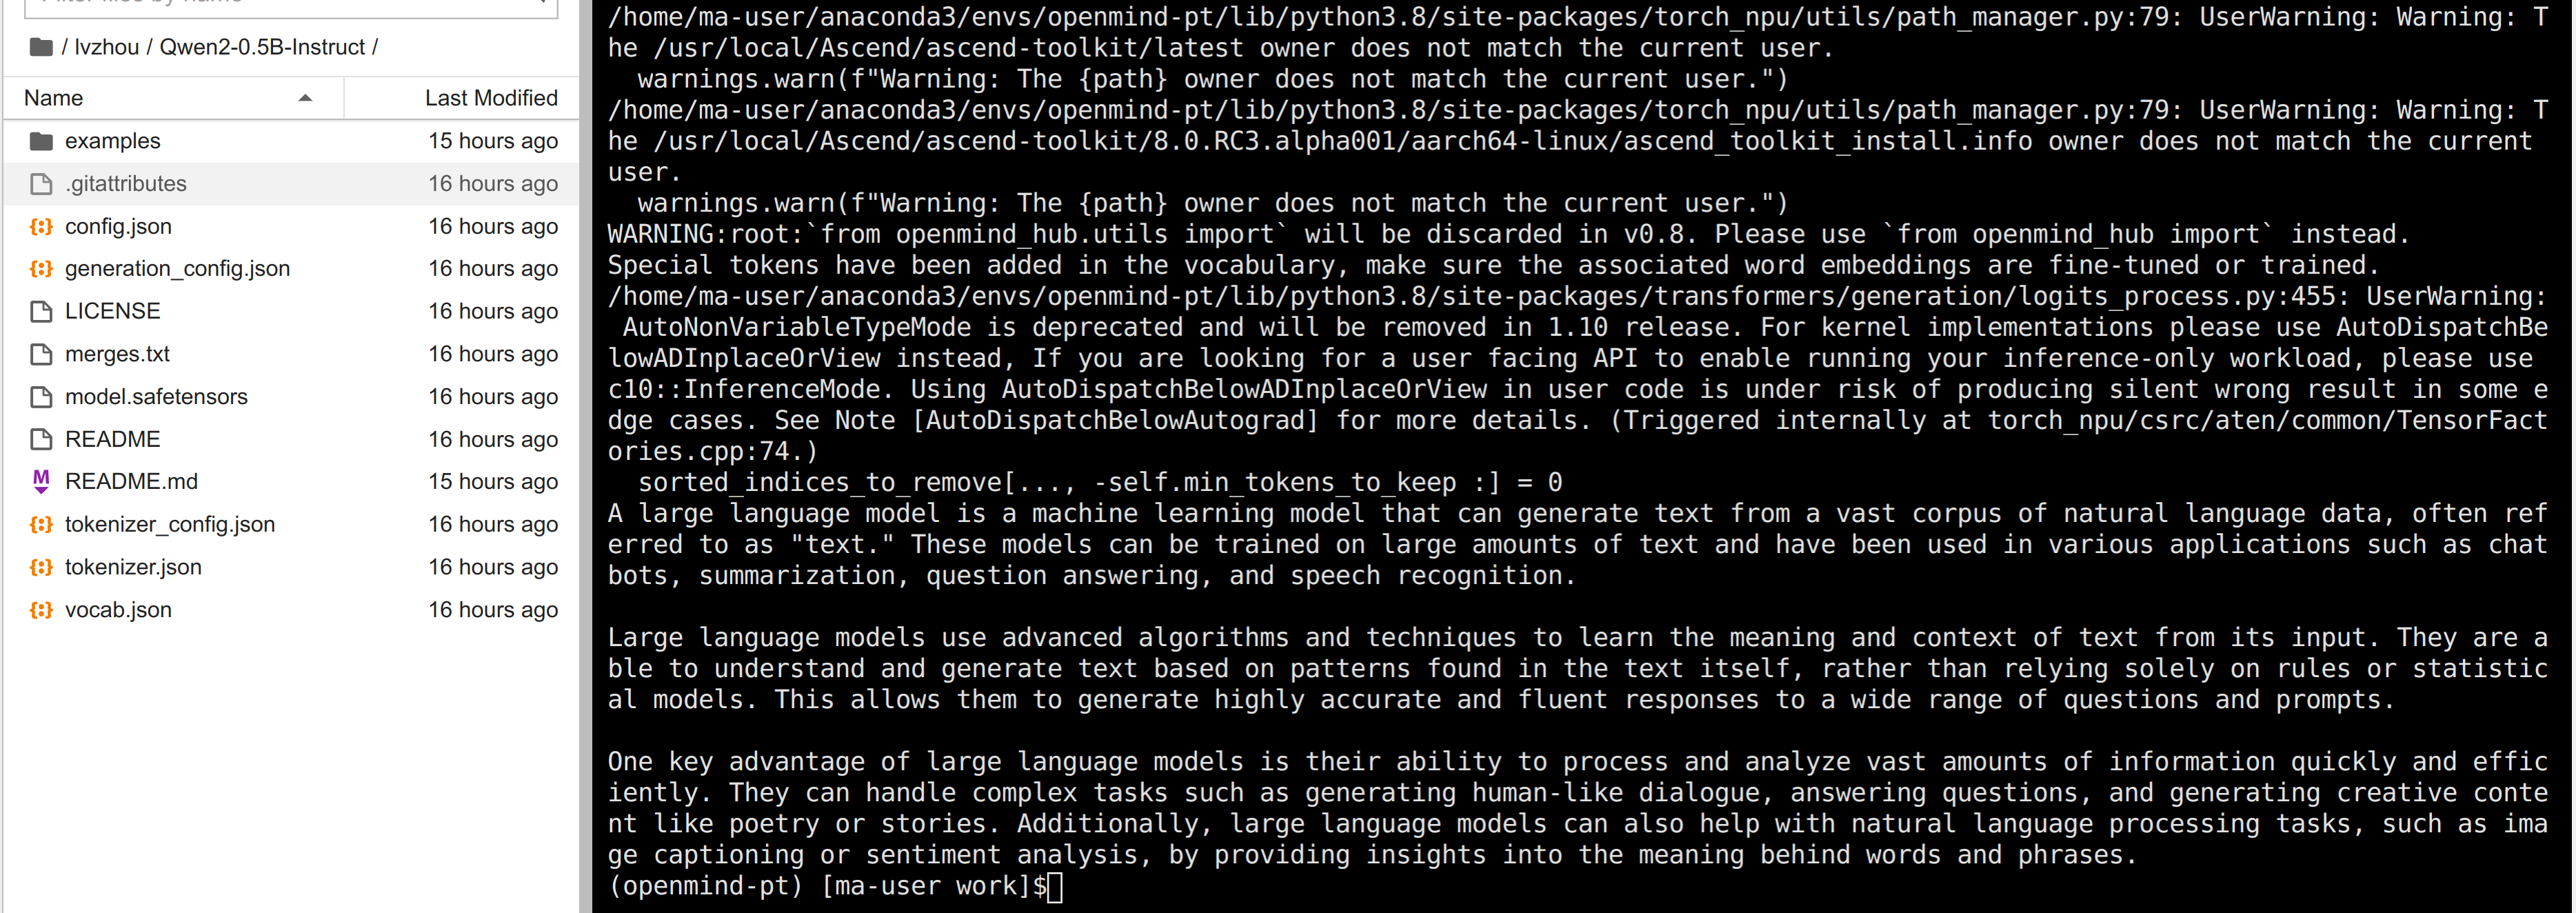 / lvzhou / Qwen2-0.5B-Instruct /
Name Last Modified
examples 15 hours ago
.gitattributes 16 hours ago
config.json 16 hours ago
generation_config.json 16 hours ago
LICENSE 16 hours ago
merges.txt 16 hours ago
model.safetensors 16 hours ago
README 16 hours ago
README.md 15 hours ago
tokenizer_config.json 16 hours ago
tokenizer.json 16 hours ago
vocab.json 16 hours ago
/home/ma-user/anaconda3/envs/openmind-pt/lib/python3.8/site-packages/torch_npu/utils/path_manager.py:79: UserWarning: Warning: T
he /usr/local/Ascend/ascend-toolkit/latest owner does not match the current user.
  warnings.warn(f"Warning: The {path} owner does not match the current user.")
/home/ma-user/anaconda3/envs/openmind-pt/lib/python3.8/site-packages/torch_npu/utils/path_manager.py:79: UserWarning: Warning: T
he /usr/local/Ascend/ascend-toolkit/8.0.RC3.alpha001/aarch64-linux/ascend_toolkit_install.info owner does not match the current
user.
  warnings.warn(f"Warning: The {path} owner does not match the current user.")
WARNING:root:`from openmind_hub.utils import` will be discarded in v0.8. Please use `from openmind_hub import` instead.
Special tokens have been added in the vocabulary, make sure the associated word embeddings are fine-tuned or trained.
/home/ma-user/anaconda3/envs/openmind-pt/lib/python3.8/site-packages/transformers/generation/logits_process.py:455: UserWarning:
 AutoNonVariableTypeMode is deprecated and will be removed in 1.10 release. For kernel implementations please use AutoDispatchBe
lowADInplaceOrView instead, If you are looking for a user facing API to enable running your inference-only workload, please use
c10::InferenceMode. Using AutoDispatchBelowADInplaceOrView in user code is under risk of producing silent wrong result in some e
dge cases. See Note [AutoDispatchBelowAutograd] for more details. (Triggered internally at torch_npu/csrc/aten/common/TensorFact
ories.cpp:74.)
  sorted_indices_to_remove[..., -self.min_tokens_to_keep :] = 0
A large language model is a machine learning model that can generate text from a vast corpus of natural language data, often ref
erred to as "text." These models can be trained on large amounts of text and have been used in various applications such as chat
bots, summarization, question answering, and speech recognition.
Large language models use advanced algorithms and techniques to learn the meaning and context of text from its input. They are a
ble to understand and generate text based on patterns found in the text itself, rather than relying solely on rules or statistic
al models. This allows them to generate highly accurate and fluent responses to a wide range of questions and prompts.
One key advantage of large language models is their ability to process and analyze vast amounts of information quickly and effic
iently. They can handle complex tasks such as generating human-like dialogue, answering questions, and generating creative conte
nt like poetry or stories. Additionally, large language models can also help with natural language processing tasks, such as ima
ge captioning or sentiment analysis, by providing insights into the meaning behind words and phrases.
(openmind-pt) [ma-user work]$